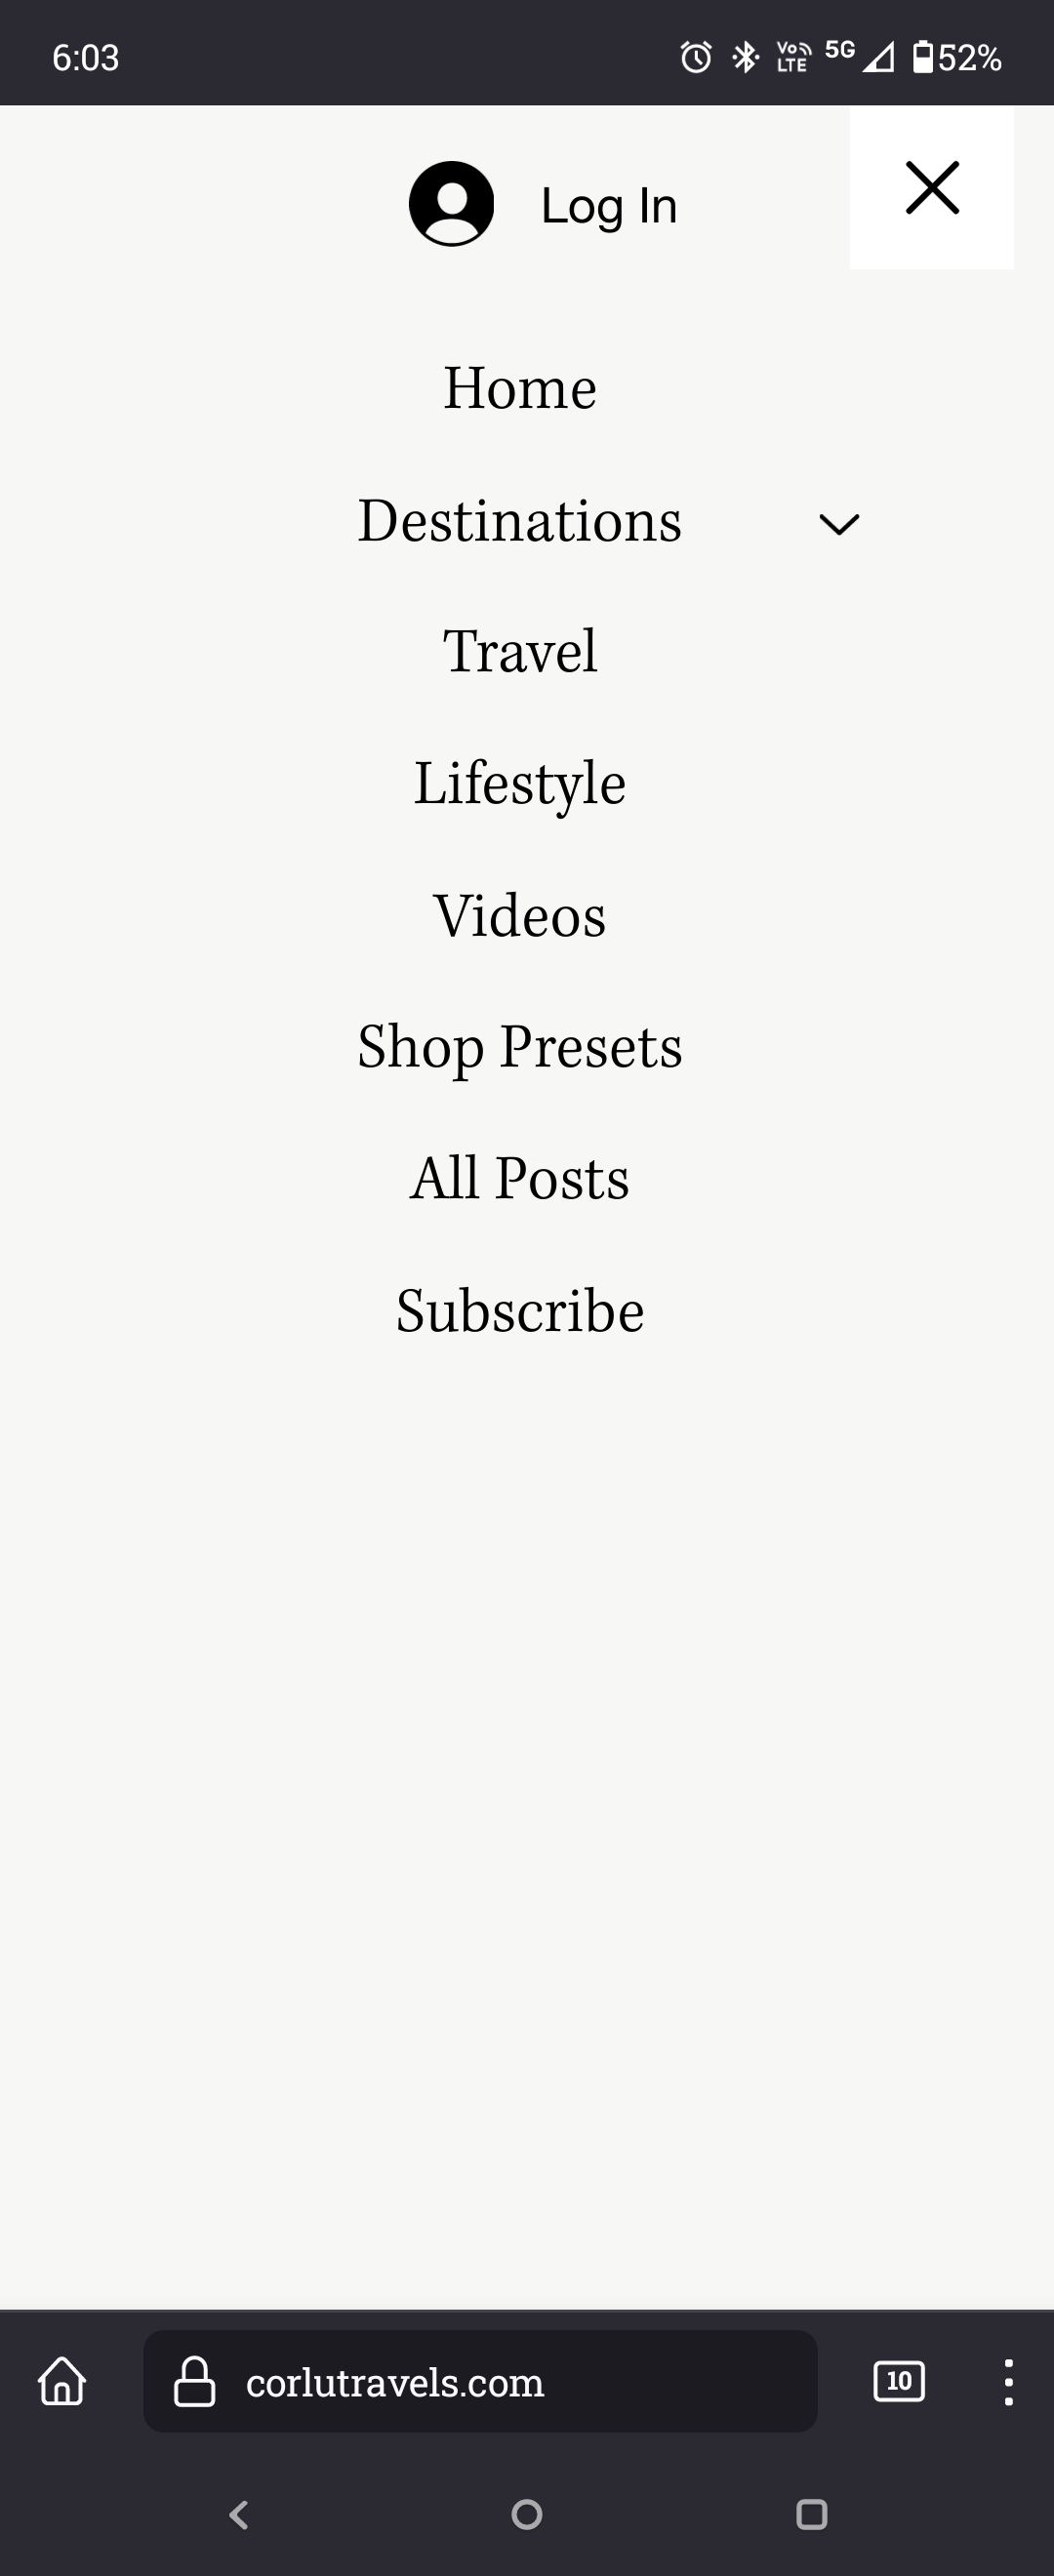 6:03 Vo LTE 5G 52%
Log In
Home
Destinations
Travel
Lifestyle
Videos
Shop Presets
All Posts
Subscribe
corlutravels.com 10